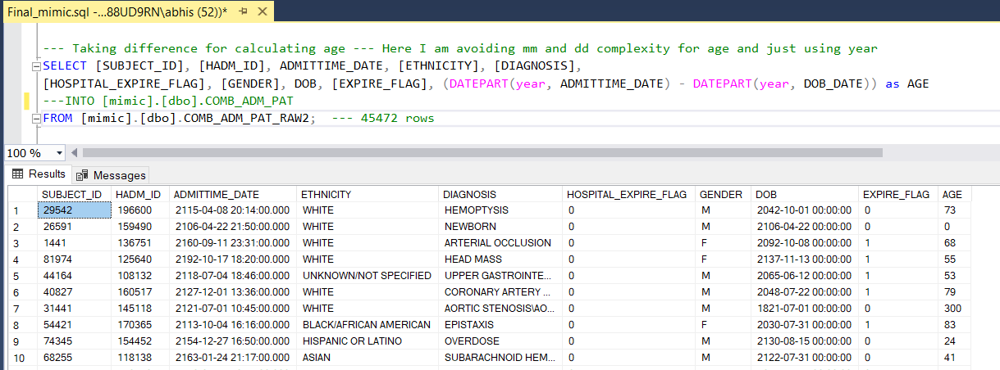 Final_mimic.sql -...88UD9RN\abhis (52))*
--- Taking difference for calculating age --- Here I am avoiding mm and dd complexity for age and just using year
SELECT [SUBJECT_ID], [HADM_ID], ADMITTIME_DATE, [ETHNICITY], [DIAGNOSIS],
[HOSPITAL_EXPIRE_FLAG], [GENDER], DOB, [EXPIRE_FLAG], (DATEPART(year, ADMITTIME_DATE) - DATEPART(year, DOB_DATE)) as AGE
---INTO [mimic].[dbo].COMB_ADM_PAT
FROM [mimic].[dbo].COMB_ADM_PAT_RAW2;  --- 45472 rows
100 %
Results Messages
SUBJECT_ID HADM_ID ADMITTIME_DATE ETHNICITY DIAGNOSIS HOSPITAL_EXPIRE_FLAG GENDER DOB EXPIRE_FLAG AGE
1 29542 196600 2115-04-08 20:14:00.000 WHITE HEMOPTYSIS 0 M 2042-10-01 00:00:00 0 73
2 26591 159490 2106-04-22 21:50:00.000 WHITE NEWBORN 0 M 2106-04-22 00:00:00 0 0
3 1441 136751 2160-09-11 23:31:00.000 WHITE ARTERIAL OCCLUSION 0 F 2092-10-08 00:00:00 1 68
4 81974 125640 2192-10-17 18:20:00.000 WHITE HEAD MASS 0 F 2137-11-13 00:00:00 1 55
5 44164 108132 2118-07-04 18:46:00.000 UNKNOWN/NOT SPECIFIED UPPER GASTROINTE... 0 M 2065-06-12 00:00:00 1 53
6 40827 160517 2127-12-01 13:36:00.000 WHITE CORONARY ARTERY ... 0 M 2048-07-22 00:00:00 1 79
7 31441 145118 2121-07-01 10:45:00.000 WHITE AORTIC STENOSIS\AO... 0 M 1821-07-01 00:00:00 0 300
8 54421 170365 2113-10-04 16:16:00.000 BLACK/AFRICAN AMERICAN EPISTAXIS 0 F 2030-07-31 00:00:00 1 83
9 74345 154452 2154-12-27 16:50:00.000 HISPANIC OR LATINO OVERDOSE 0 M 2130-08-15 00:00:00 0 24
10 68255 118138 2163-01-24 21:17:00.000 ASIAN SUBARACHNOID HEM... 0 M 2122-07-31 00:00:00 0 41